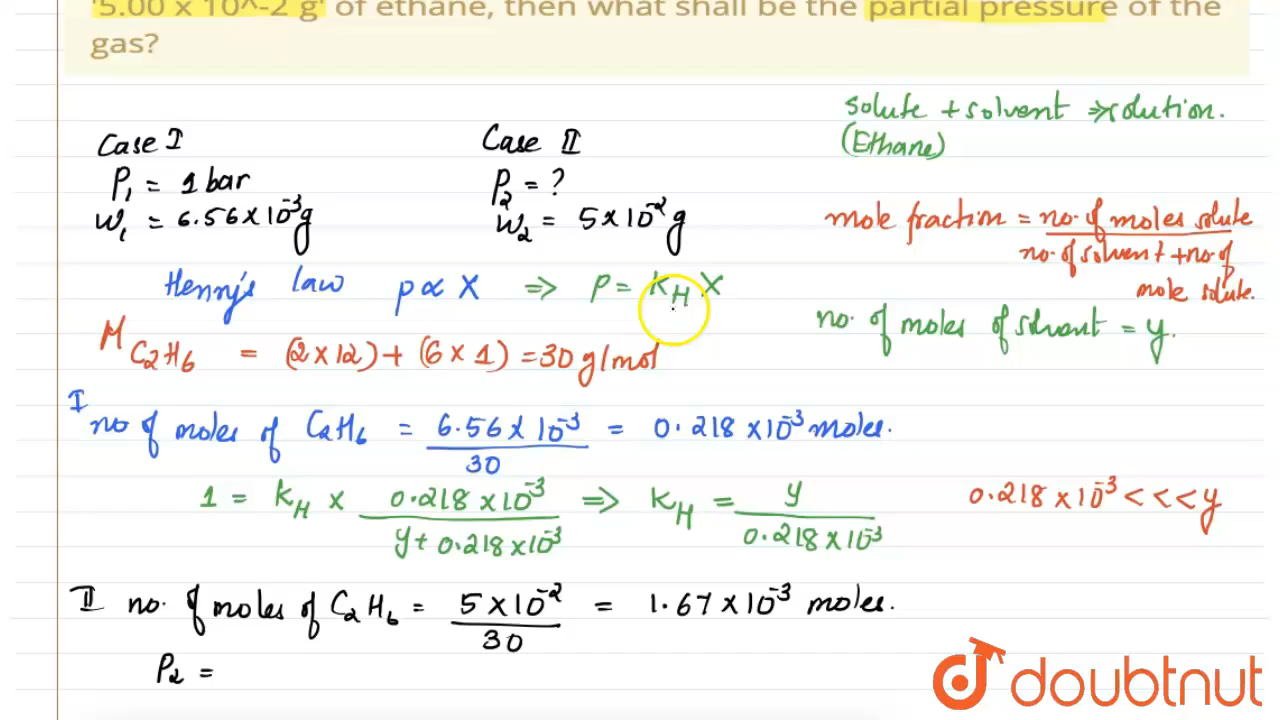 '5.00 x 10^-2 g' of ethane, then what shall be the partial pressure of the
gas?
solute + solvent ⇒ solution.
(Ethane)
Case I
P₁ = 1 bar
W₁ = 6.56×10⁻³g
Case II
P₂ = ?
W₂ = 5×10⁻²g
mole fraction = no. of moles solute
no. of solvent + no. of
mole solute.
Henry's law p∝X ⇒ P = K_H X
no. of moles of solvent = y.
M C₂H₆ = (2×12)+(6×1)=30 g/mol
I
no of moles of C₂H₆ = 6.56×10⁻³ / 30 = 0.218×10⁻³ moles.
1 = K_H × 0.218×10⁻³ / y+0.218×10⁻³ ⇒ K_H = y / 0.218×10⁻³
0.218×10⁻³<<<y
II no. of moles of C₂H₆ = 5×10⁻² / 30 = 1.67×10⁻³ moles.
P₂ =
doubtnut